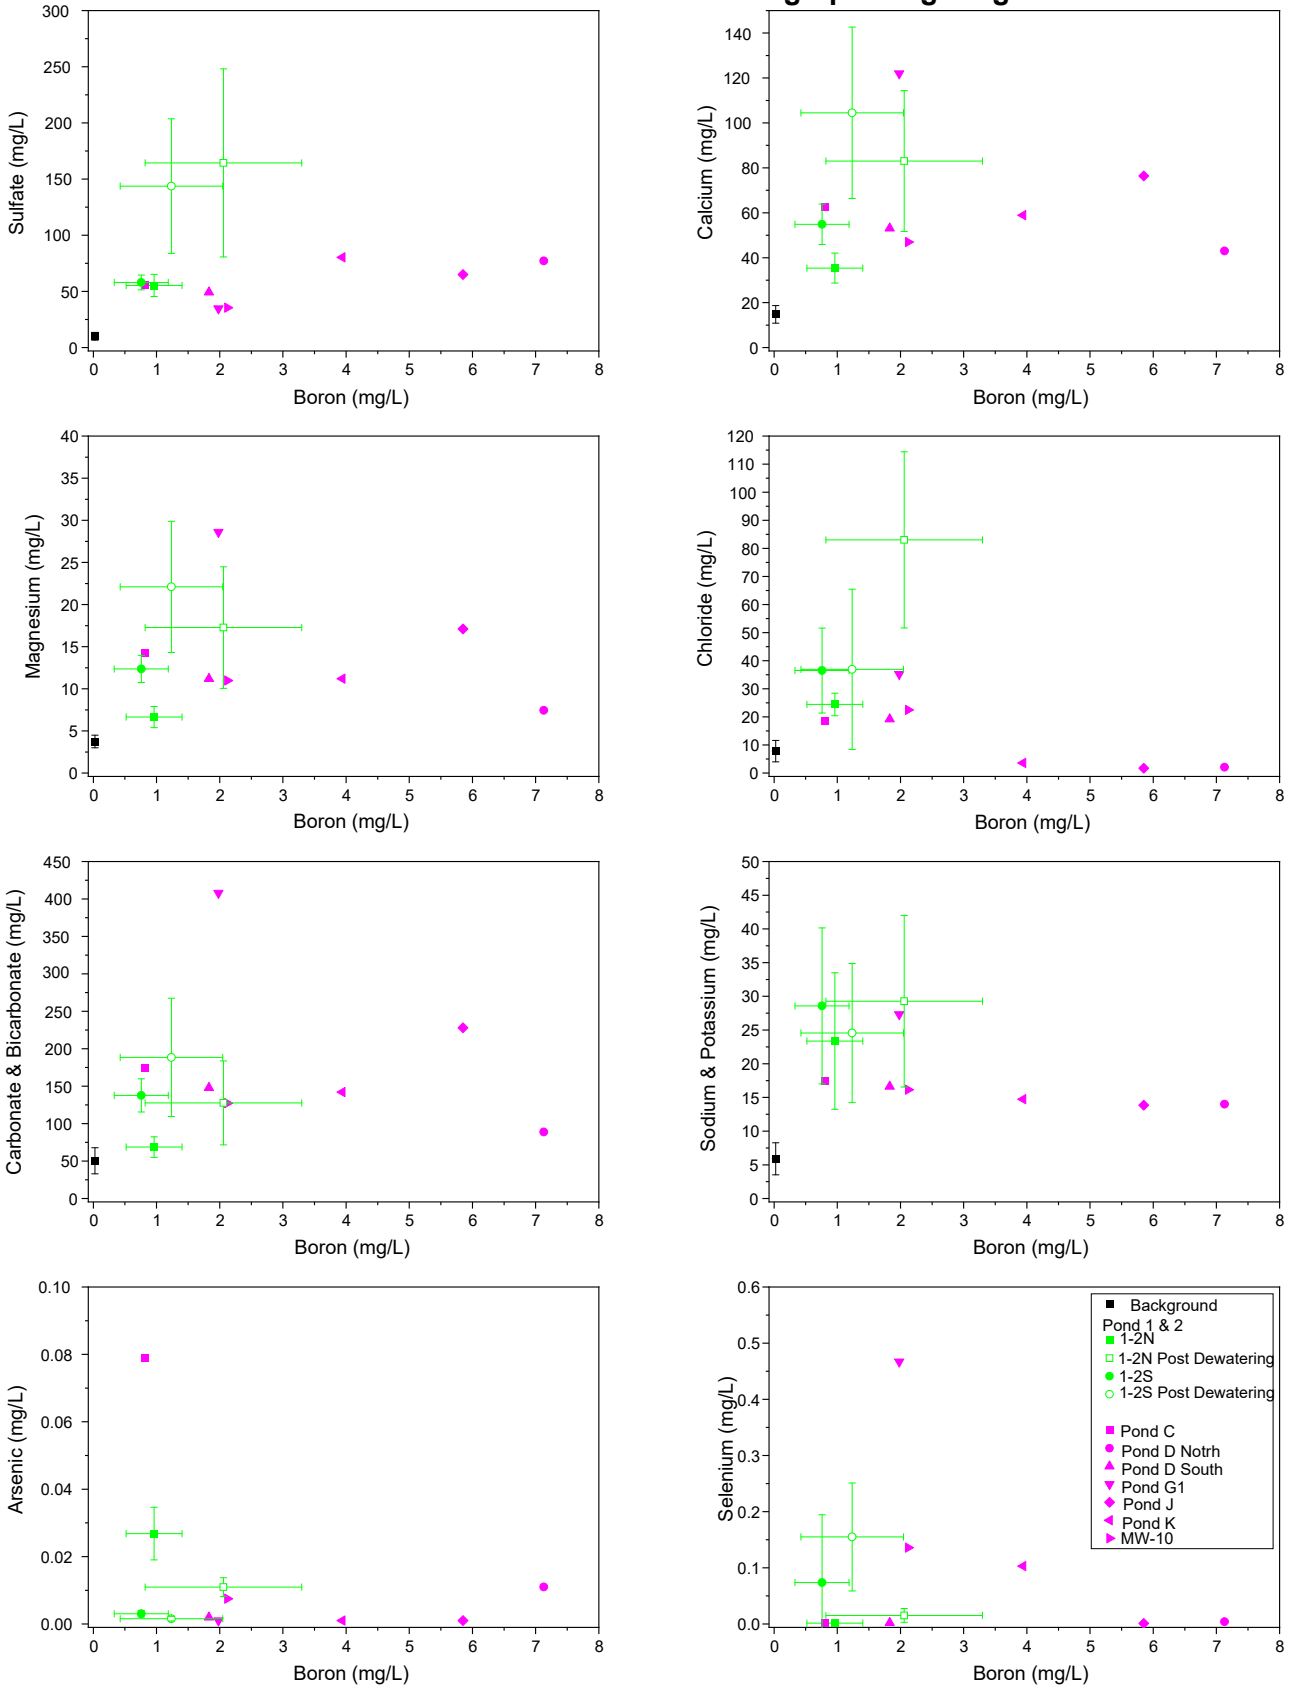 300
250
200
150
100
50
0
Sulfate (mg/L)
0 1 2 3 4 5 6 7 8
Boron (mg/L)
140
120
100
80
60
40
20
0
Calcium (mg/L)
0 1 2 3 4 5 6 7 8
Boron (mg/L)
40
35
30
25
20
15
10
5
0
Magnesium (mg/L)
0 1 2 3 4 5 6 7 8
Boron (mg/L)
120
110
100
90
80
70
60
50
40
30
20
10
0
Chloride (mg/L)
0 1 2 3 4 5 6 7 8
Boron (mg/L)
450
400
350
300
250
200
150
100
50
0
Carbonate & Bicarbonate (mg/L)
0 1 2 3 4 5 6 7 8
Boron (mg/L)
50
45
40
35
30
25
20
15
10
5
0
Sodium & Potassium (mg/L)
0 1 2 3 4 5 6 7 8
Boron (mg/L)
0.10
0.08
0.06
0.04
0.02
0.00
Arsenic (mg/L)
0 1 2 3 4 5 6 7 8
Boron (mg/L)
0.6
0.5
0.4
0.3
0.2
0.1
0.0
Selenium (mg/L)
0 1 2 3 4 5 6 7 8
Boron (mg/L)
Background
Pond 1 & 2
1-2N
1-2N Post Dewatering
1-2S
1-2S Post Dewatering
Pond C
Pond D Notrh
Pond D South
Pond G1
Pond J
Pond K
MW-10